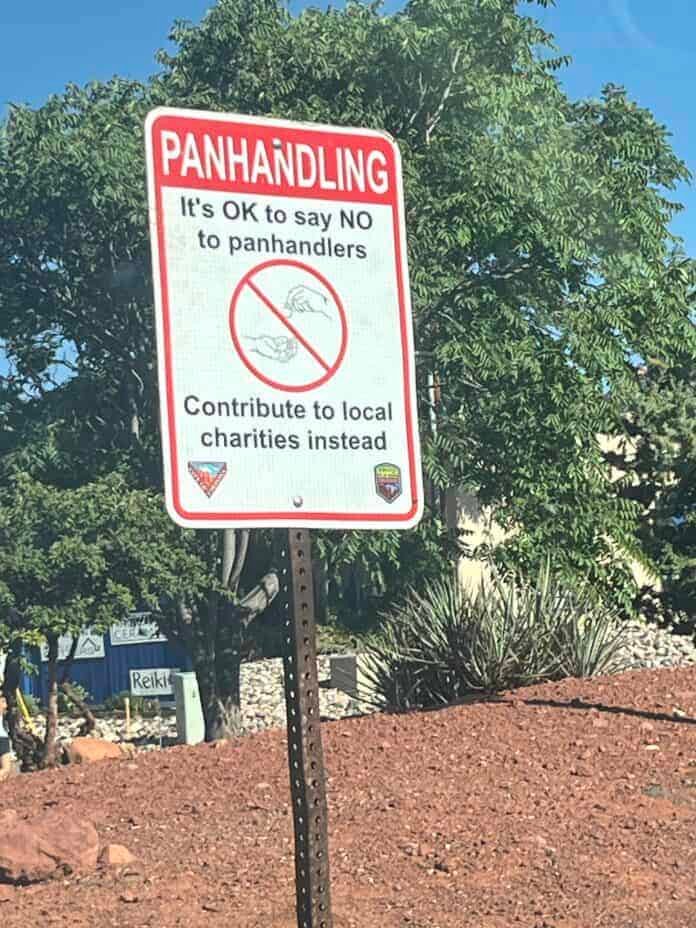 PANHANDLING
It's OK to say NO
to panhandlers
Contribute to local
charities instead
Reiki